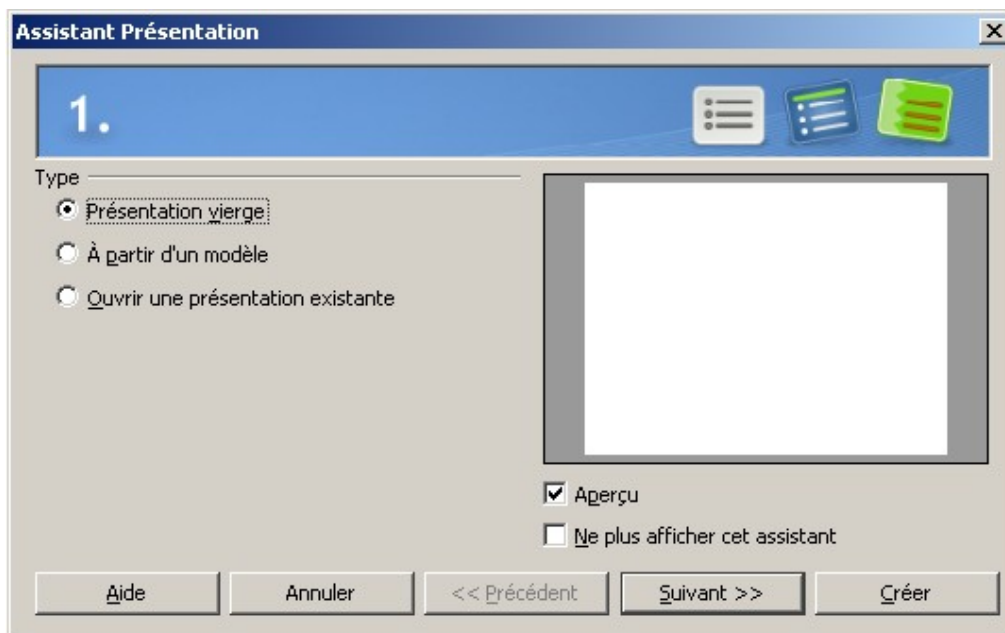 Assistant Présentation
1.
Type
Présentation vierge
À partir d'un modèle
Ouvrir une présentation existante
Aperçu
Ne plus afficher cet assistant
Aide
Annuler
<< Précédent
Suivant >>
Créer